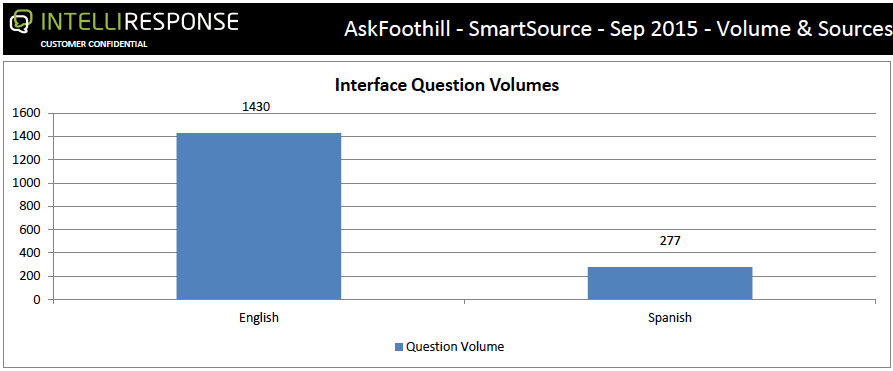 INTELLIRESPONSE
CUSTOMER CONFIDENTIAL
AskFoothill - SmartSource - Sep 2015 - Volume & Sources
Interface Question Volumes
1600
1400
1200
1000
800
600
400
200
0
1430
277
English
Spanish
Question Volume